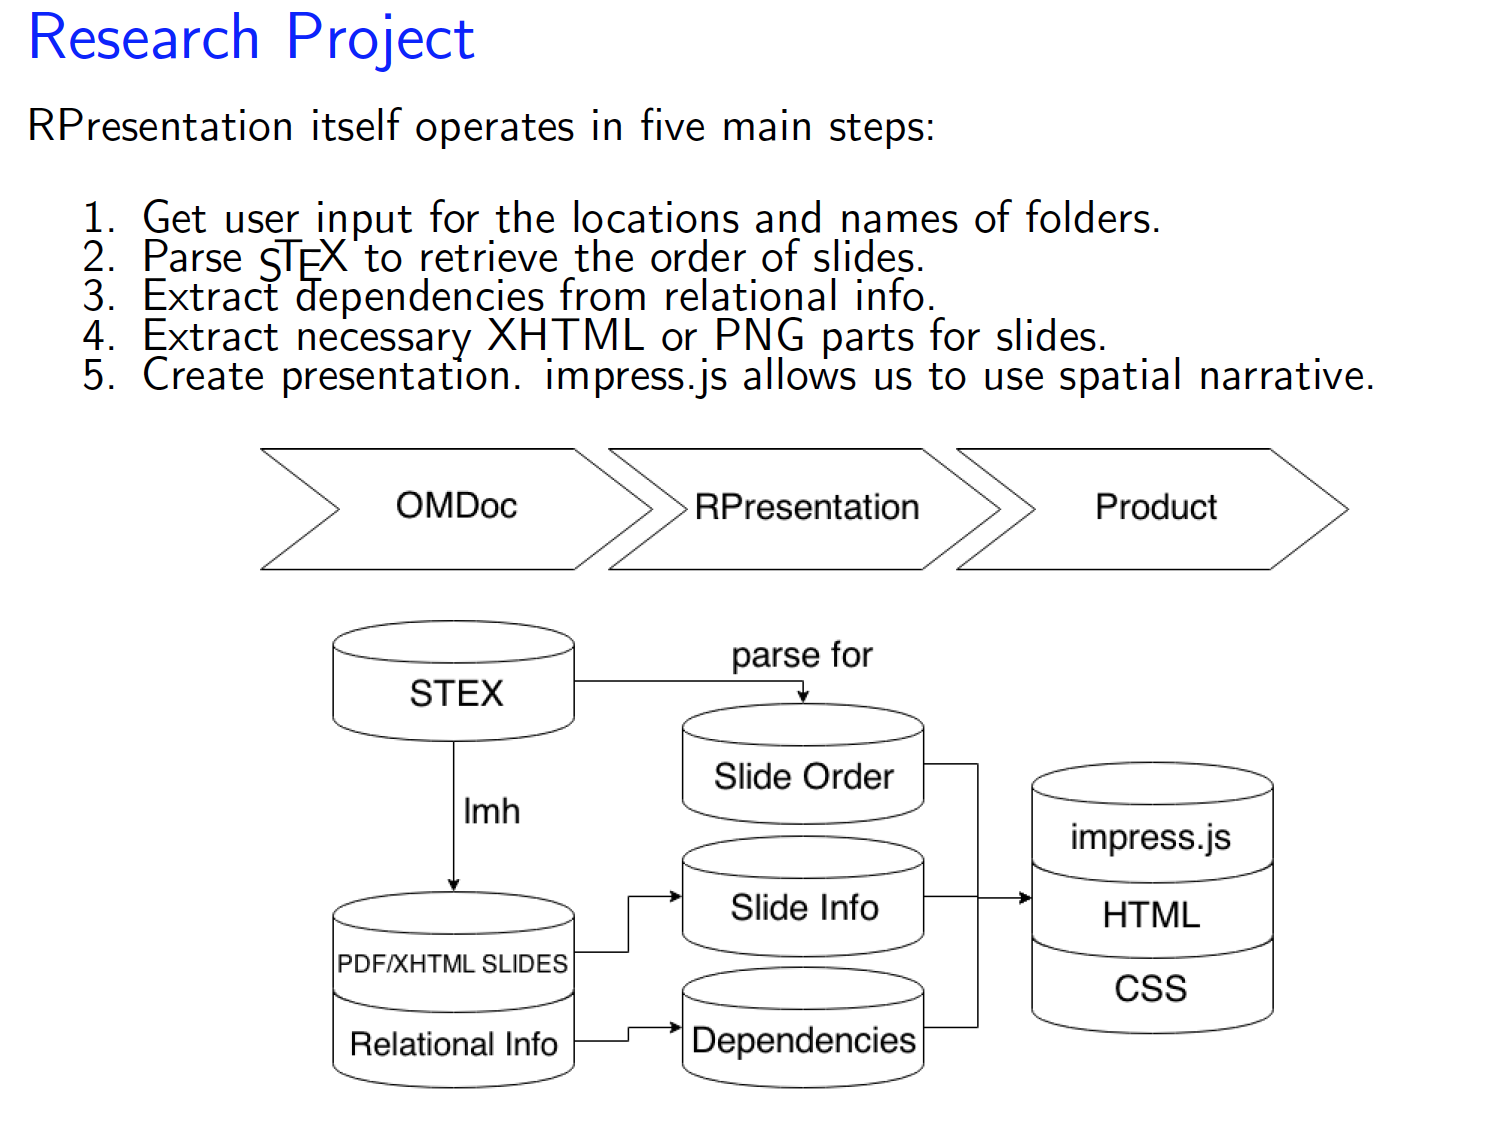 Research Project
RPresentation itself operates in five main steps:
1. Get user input for the locations and names of folders.
2. Parse STEX to retrieve the order of slides.
3. Extract dependencies from relational info.
4. Extract necessary XHTML or PNG parts for slides.
5. Create presentation. impress.js allows us to use spatial narrative.
OMDoc
RPresentation
Product
parse for
STEX
Slide Order
lmh
impress.js
Slide Info
HTML
PDF/XHTML SLIDES
CSS
Dependencies
Relational Info